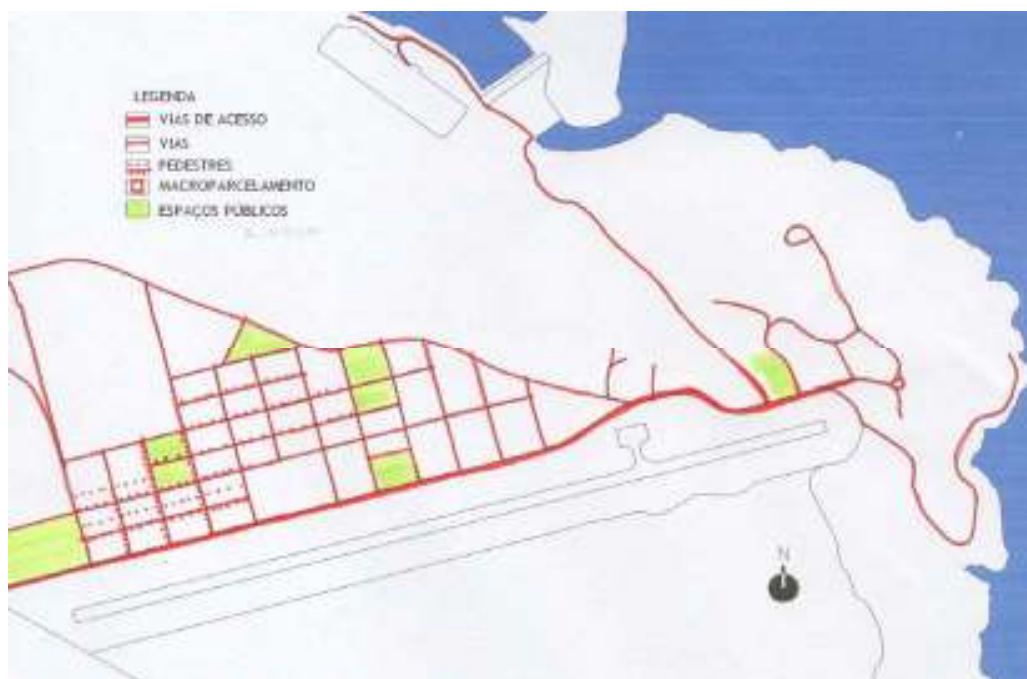 LEGENDA
VIAS DE ACESSO
VIAS
PEDESTRES
MACROPARCELAMENTO
ESPAÇOS PÚBLICOS
N